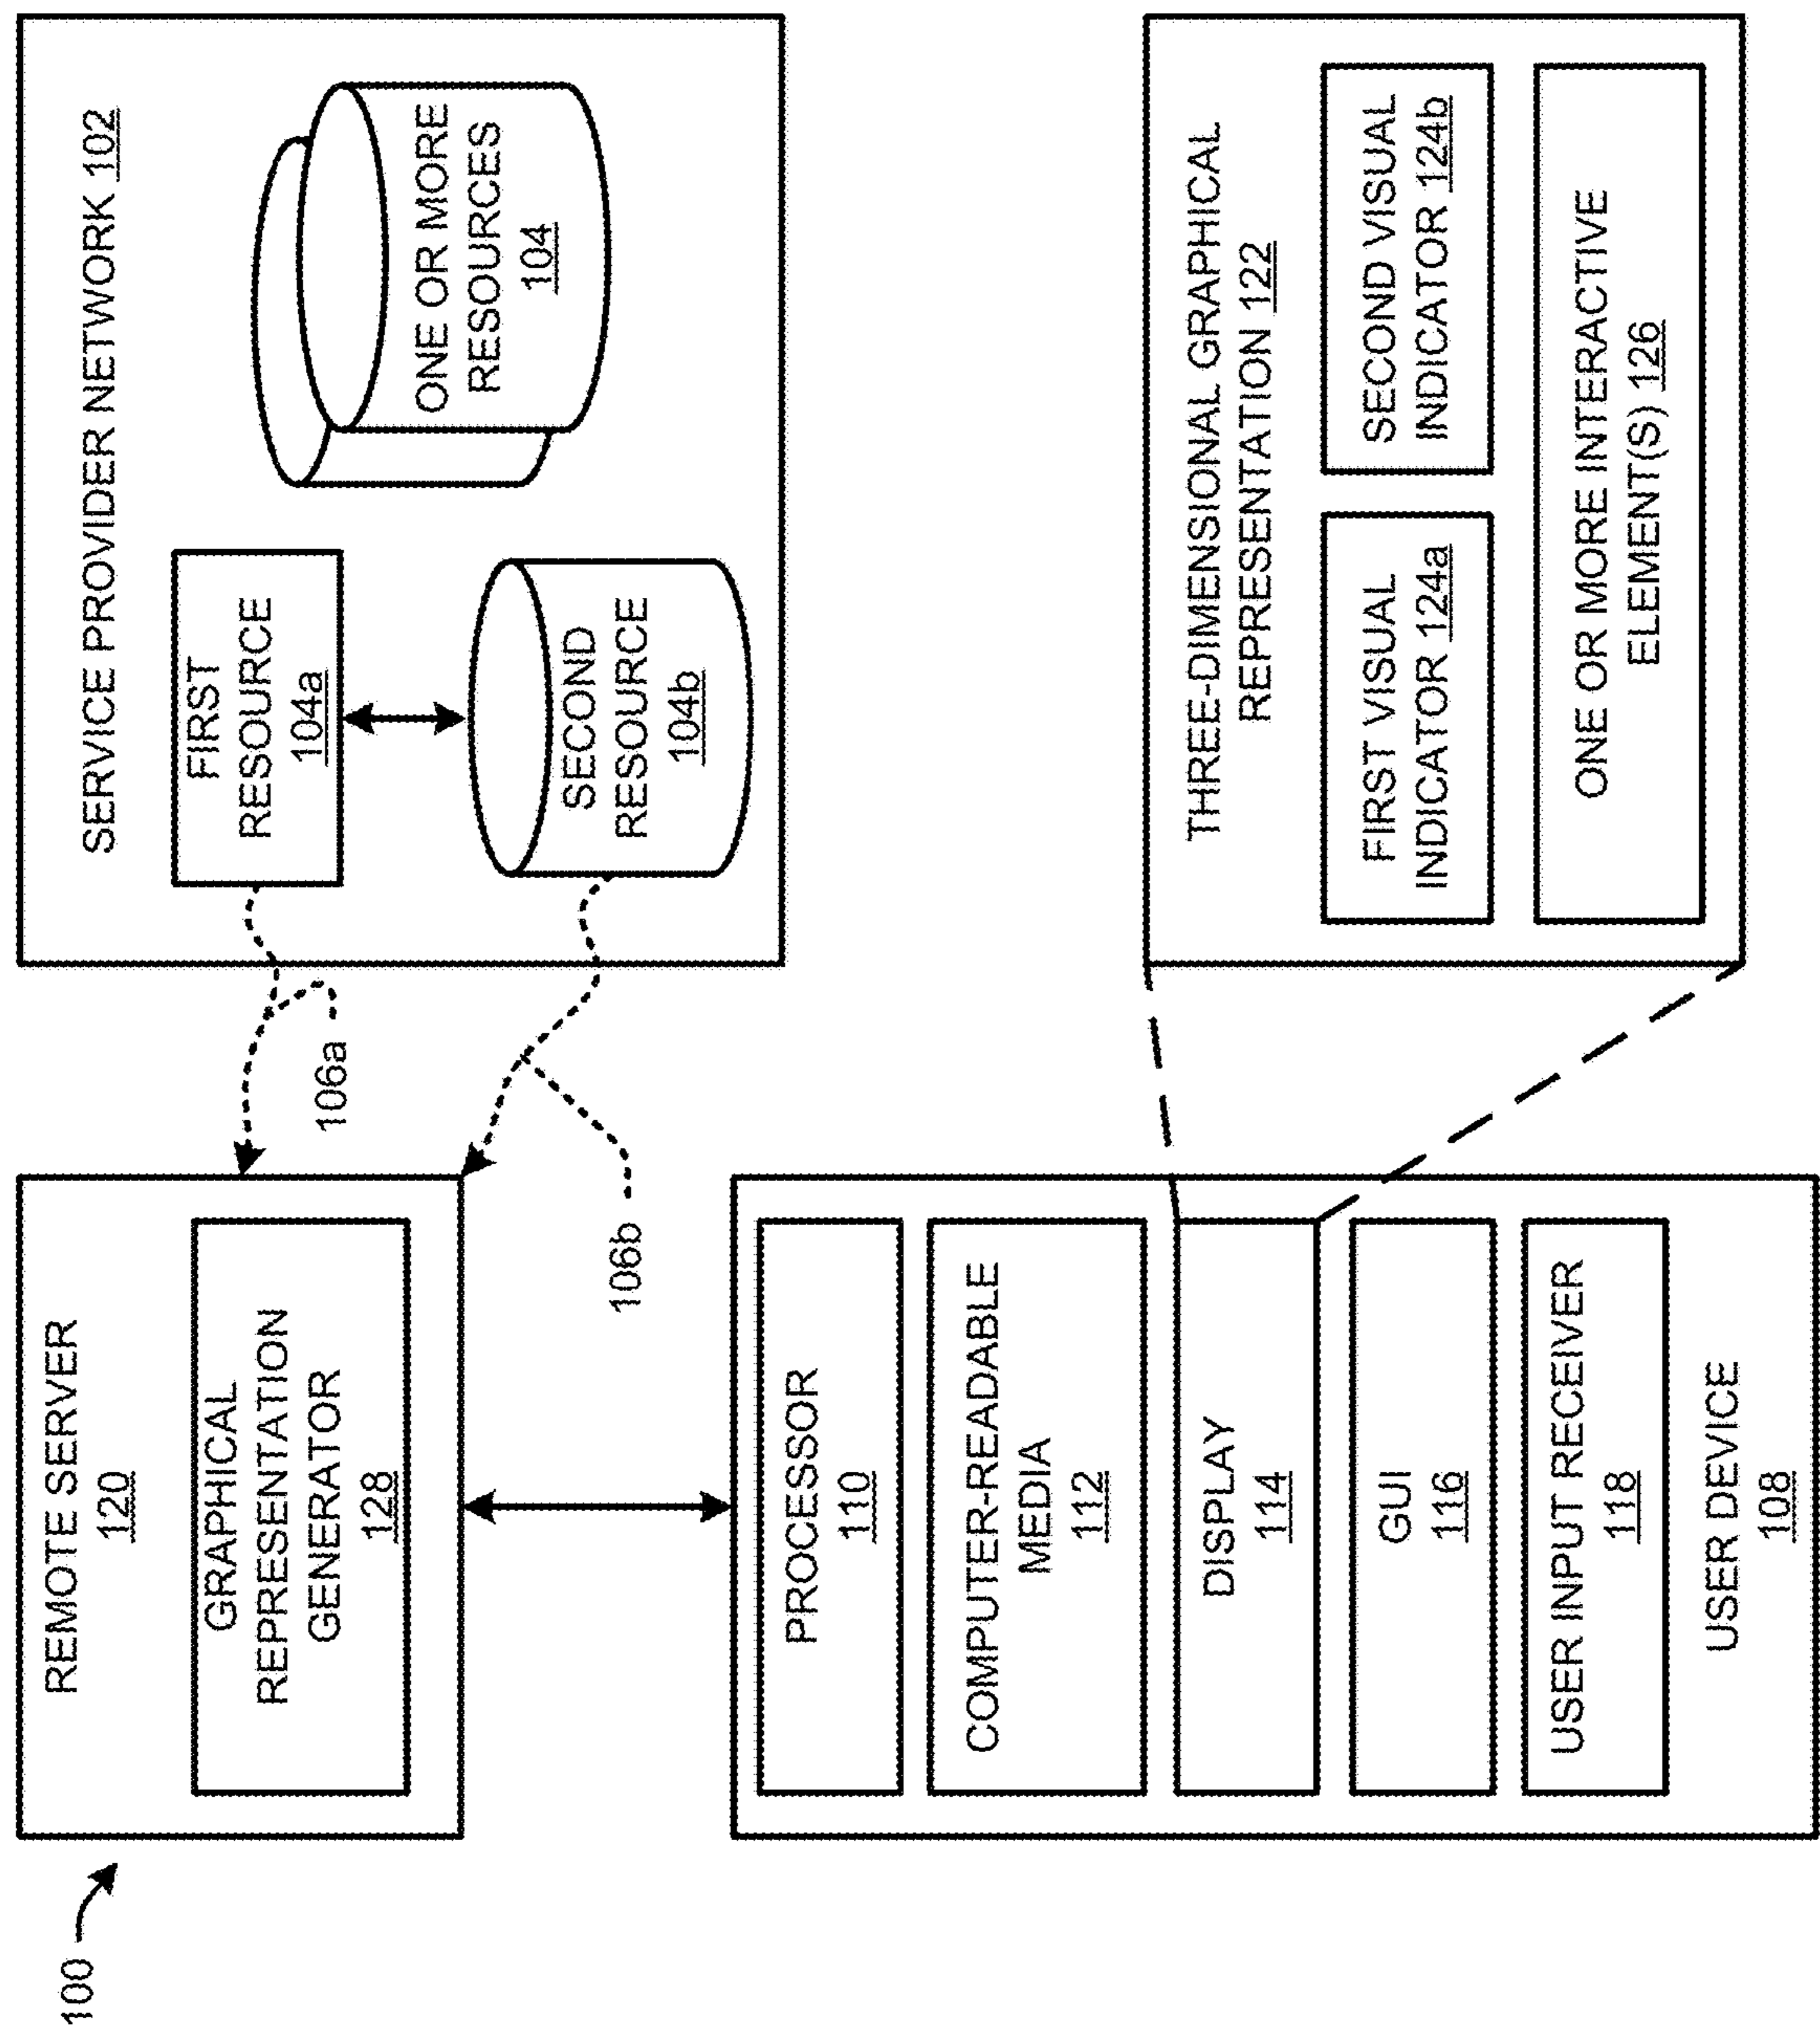 100
REMOTE SERVER
120
GRAPHICAL
REPRESENTATION
GENERATOR
128
106a
106b
SERVICE PROVIDER NETWORK 102
FIRST
RESOURCE
104a
SECOND
RESOURCE
104b
ONE OR MORE
RESOURCES
104
PROCESSOR
110
COMPUTER-READABLE
MEDIA
112
DISPLAY
114
GUI
116
USER INPUT RECEIVER
118
USER DEVICE
108
THREE-DIMENSIONAL GRAPHICAL
REPRESENTATION 122
FIRST VISUAL
INDICATOR 124a
SECOND VISUAL
INDICATOR 124b
ONE OR MORE INTERACTIVE
ELEMENT(S) 126